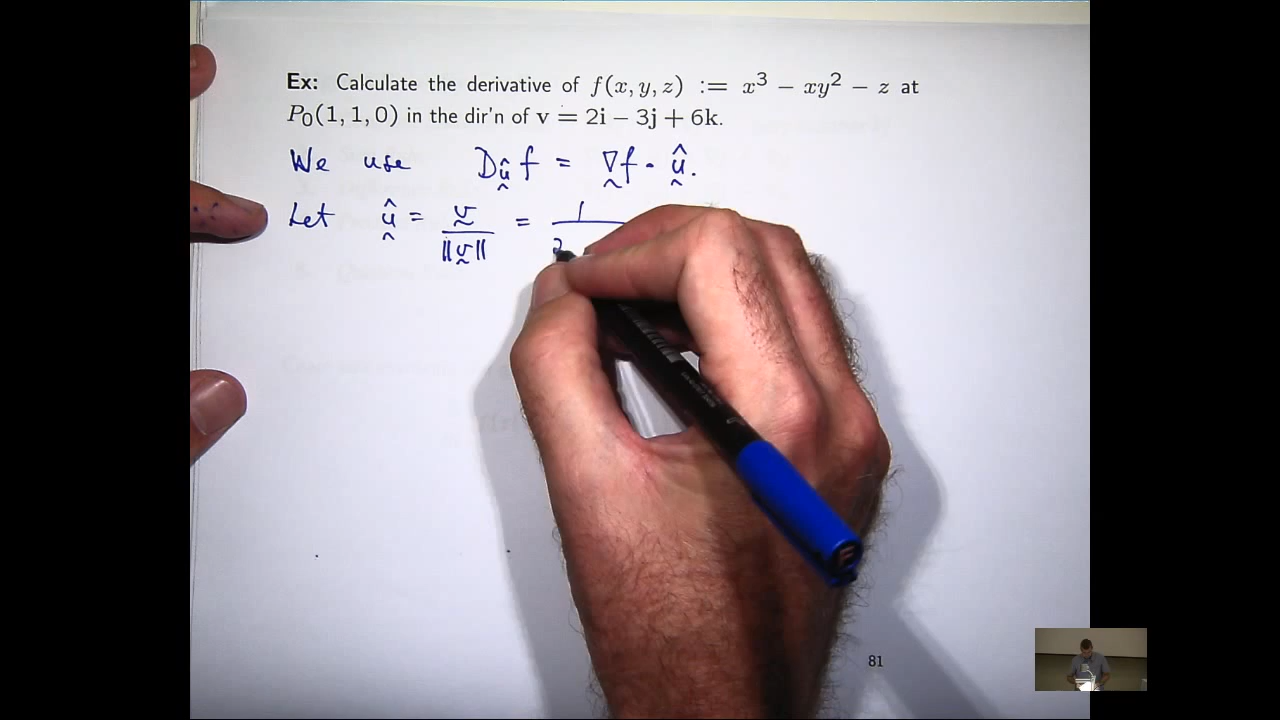 Ex: Calculate the derivative of f(x, y, z) := x³ − xy² − z at
P₀(1, 1, 0) in the dir'n of v = 2i − 3j + 6k.
We use D_û f = ∇f · û.
Let û = v / ‖v‖ = 1 / 2
81